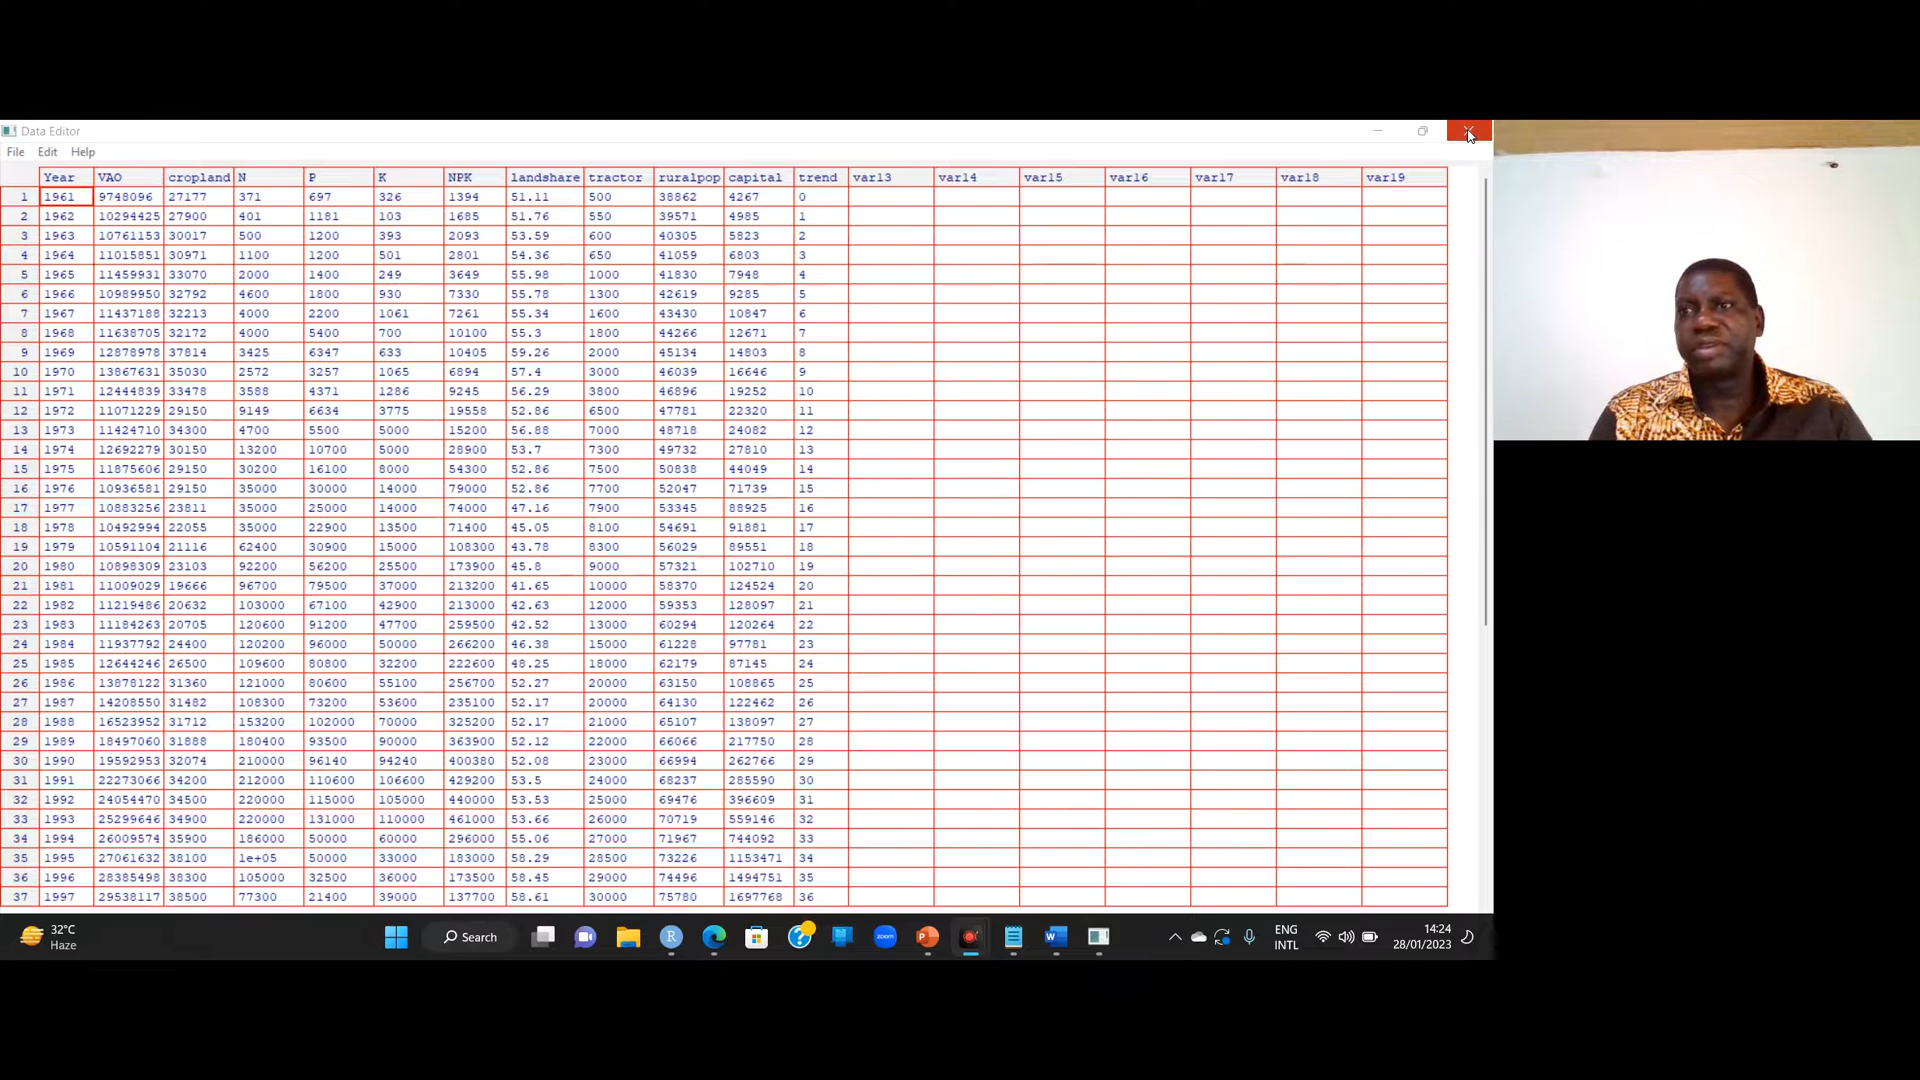 Data Editor
File Edit Help
Year VAO cropland N P K NPK landshare tractor ruralpop capital trend var13 var14 var15 var16 var17 var18 var19
1 1961 9748096 27177 371 697 326 1394 51.11 500 38862 4267 0
2 1962 10294425 27900 401 1181 103 1685 51.76 550 39571 4985 1
3 1963 10761153 30017 500 1200 393 2093 53.59 600 40305 5823 2
4 1964 11015851 30971 1100 1200 501 2801 54.36 650 41059 6803 3
5 1965 11459931 33070 2000 1400 249 3649 55.98 1000 41830 7948 4
6 1966 10989950 32792 4600 1800 930 7330 55.78 1300 42619 9285 5
7 1967 11437188 32213 4000 2200 1061 7261 55.34 1600 43430 10847 6
8 1968 11638705 32172 4000 5400 700 10100 55.3 1800 44266 12671 7
9 1969 12878978 37814 3425 6347 633 10405 59.26 2000 45134 14803 8
10 1970 13867631 35030 2572 3257 1065 6894 57.4 3000 46039 16646 9
11 1971 12444839 33478 3588 4371 1286 9245 56.29 3800 46896 19252 10
12 1972 11071229 29150 9149 6634 3775 19558 52.86 6500 47781 22320 11
13 1973 11424710 34300 4700 5500 5000 15200 56.88 7000 48718 24082 12
14 1974 12692279 30150 13200 10700 5000 28900 53.7 7300 49732 27810 13
15 1975 11875606 29150 30200 16100 8000 54300 52.86 7500 50838 44049 14
16 1976 10936581 29150 35000 30000 14000 79000 52.86 7700 52047 71739 15
17 1977 10883256 23811 35000 25000 14000 74000 47.16 7900 53345 88925 16
18 1978 10492994 22055 35000 22900 13500 71400 45.05 8100 54691 91881 17
19 1979 10591104 21116 62400 30900 15000 108300 43.78 8300 56029 89551 18
20 1980 10898309 23103 92200 56200 25500 173900 45.8 9000 57321 102710 19
21 1981 11009029 19666 96700 79500 37000 213200 41.65 10000 58370 124524 20
22 1982 11219486 20632 103000 67100 42900 213000 42.63 12000 59353 128097 21
23 1983 11184263 20705 120600 91200 47700 259500 42.52 13000 60294 120264 22
24 1984 11937792 24400 120200 96000 50000 266200 46.38 15000 61228 97781 23
25 1985 12644246 26500 109600 80800 32200 222600 48.25 18000 62179 87145 24
26 1986 13878122 31360 121000 80600 55100 256700 52.27 20000 63150 108865 25
27 1987 14208550 31482 108300 73200 53600 235100 52.17 20000 64130 122462 26
28 1988 16523952 31712 153200 102000 70000 325200 52.17 21000 65107 138097 27
29 1989 18497060 31888 180400 93500 90000 363900 52.12 22000 66066 217750 28
30 1990 19592953 32074 210000 96140 94240 400380 52.08 23000 66994 262766 29
31 1991 22273066 34200 212000 110600 106600 429200 53.5 24000 68237 285590 30
32 1992 24054470 34500 220000 115000 105000 440000 53.53 25000 69476 396609 31
33 1993 25299646 34900 220000 131000 110000 461000 53.66 26000 70719 559146 32
34 1994 26009574 35900 186000 50000 60000 296000 55.06 27000 71967 744092 33
35 1995 27061632 38100 1e+05 50000 33000 183000 58.29 28500 73226 1153471 34
36 1996 28385498 38300 105000 32500 36000 173500 58.45 29000 74496 1494751 35
37 1997 29538117 38500 77300 21400 39000 137700 58.61 30000 75780 1697768 36
32°C
Haze
Search
zoom
ENG
INTL
14:24
28/01/2023